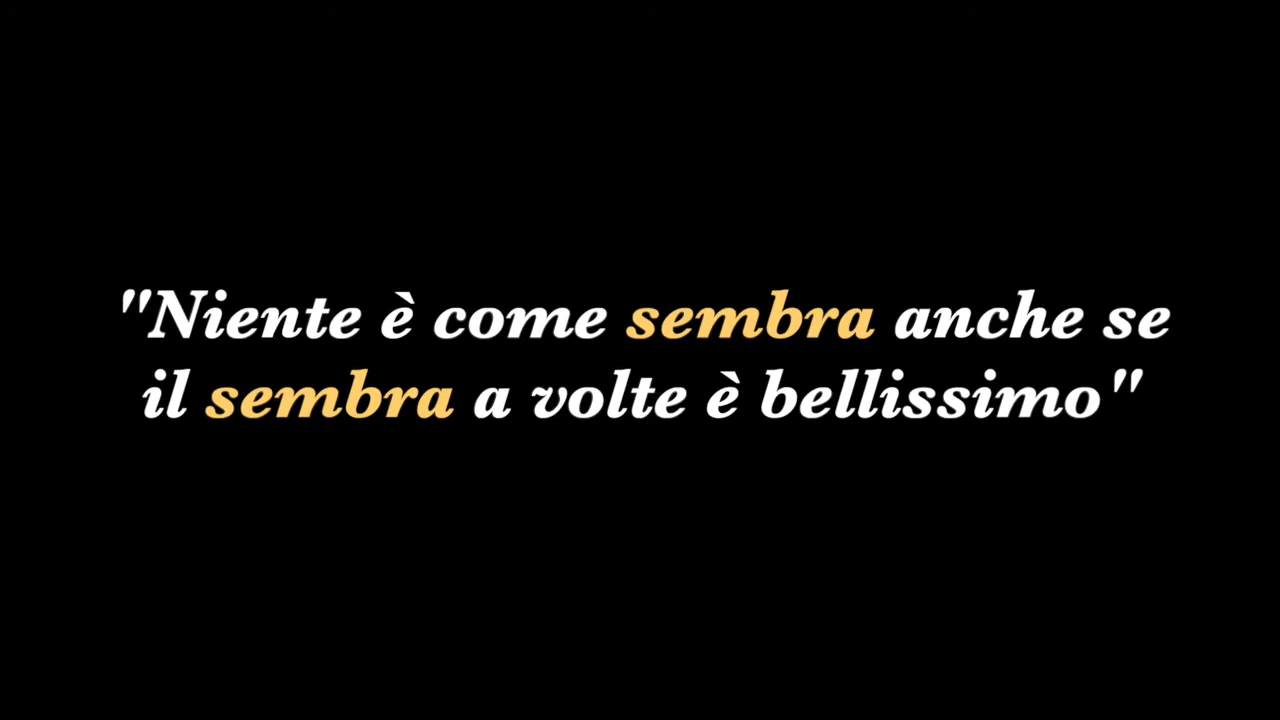 "Niente è come sembra anche se
il sembra a volte è bellissimo"